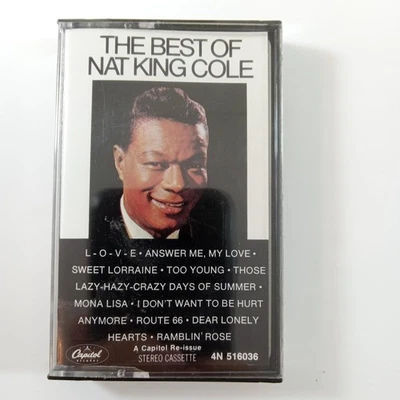 THE BEST OF
NAT KING COLE
L-O-V-E • ANSWER ME, MY LOVE •
SWEET LORRAINE • TOO YOUNG • THOSE
LAZY-HAZY-CRAZY DAYS OF SUMMER •
MONA LISA • I DON'T WANT TO BE HURT
ANYMORE • ROUTE 66 • DEAR LONELY
HEARTS • RAMBLIN' ROSE
A Capitol Re-issue
Capitol
RECORDS
STEREO CASSETTE 4N 516036